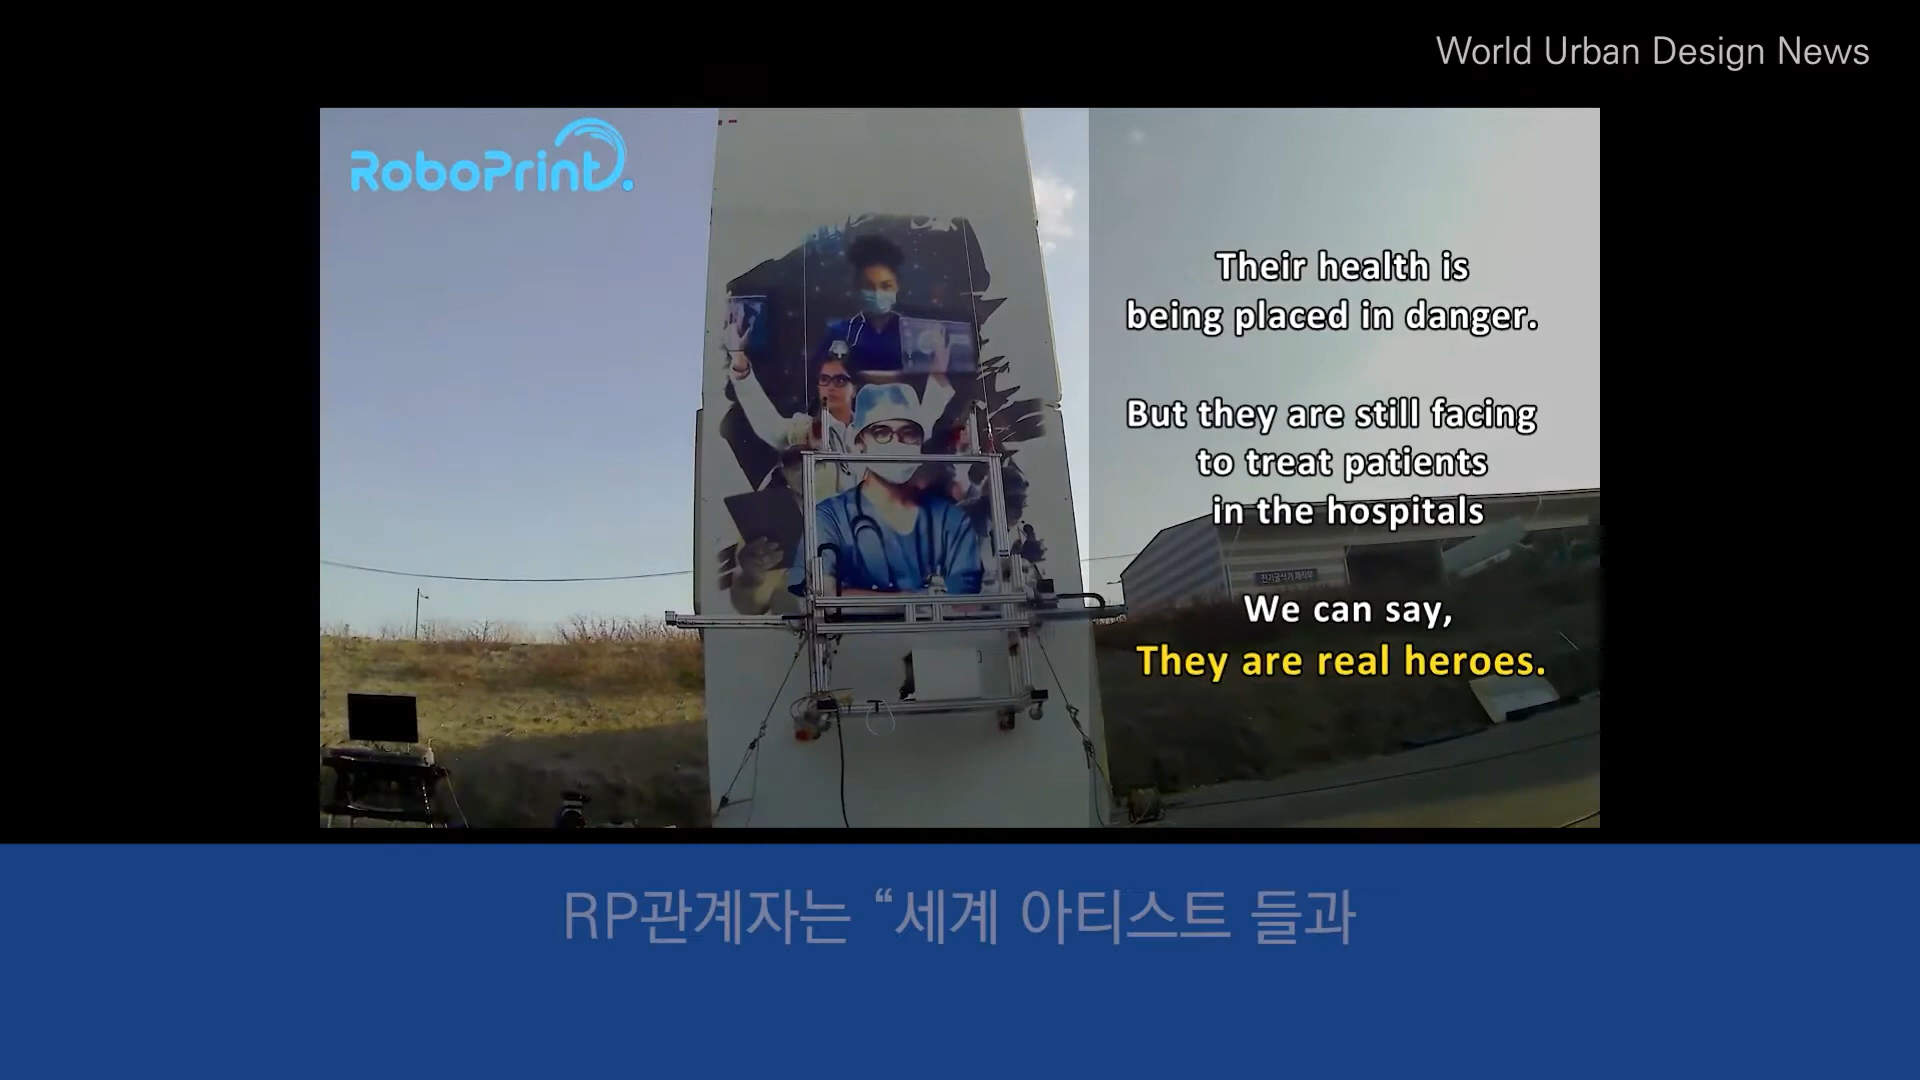 World Urban Design News
RoboPrint
Their health is
being placed in danger.
But they are still facing
to treat patients
in the hospitals
We can say,
They are real heroes.
RP관계자는 “세계 아티스트 들과